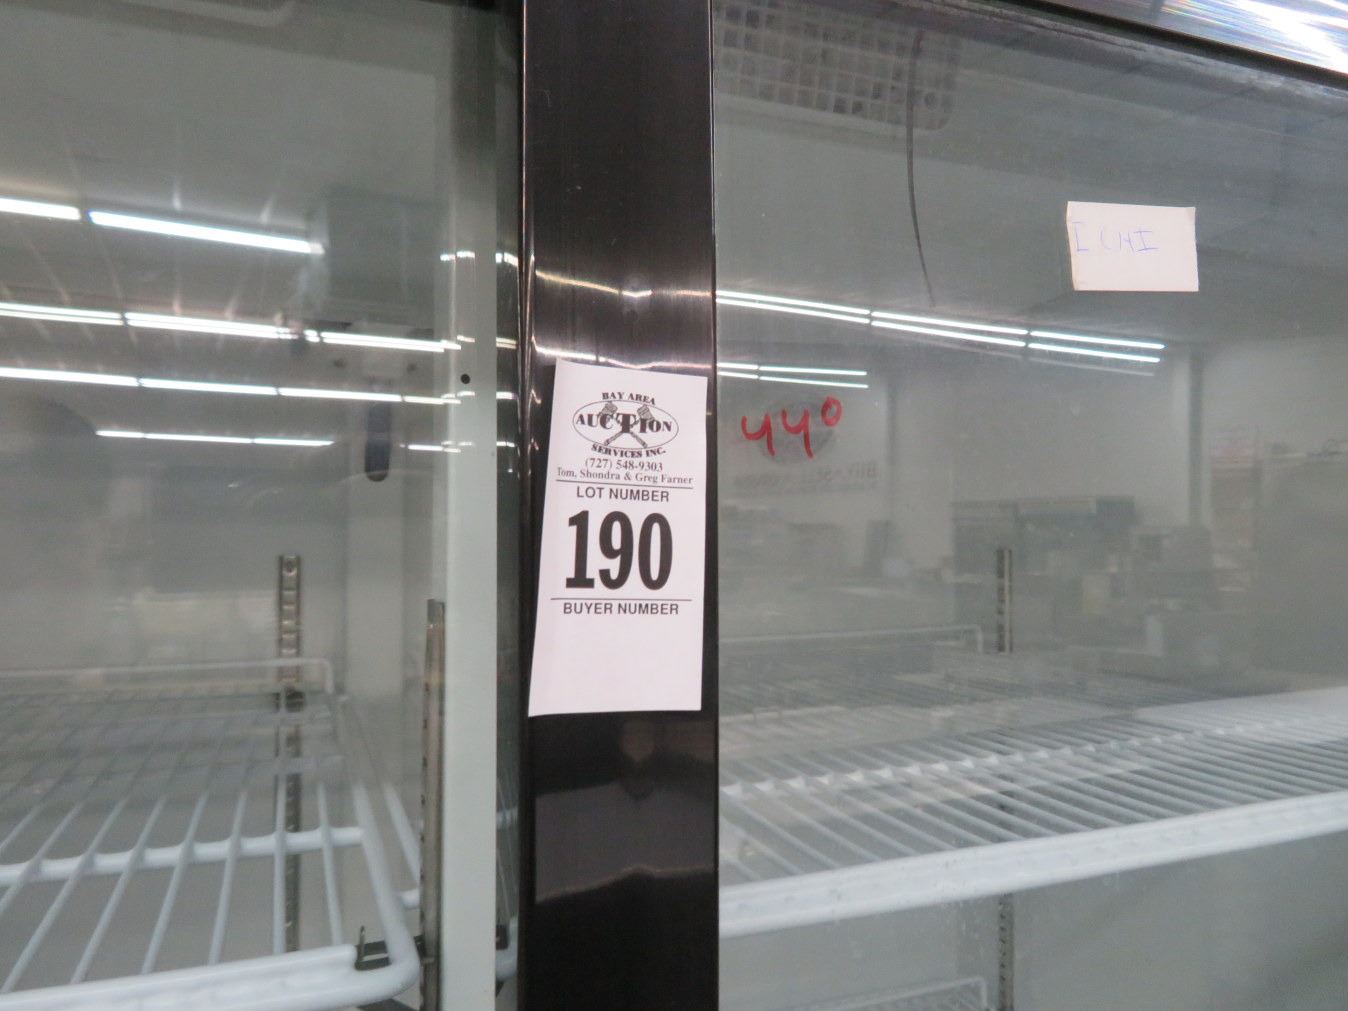 BAY AREA
AUCTION
SERVICES INC.
(727) 548-9303
Tom, Shondra & Greg Farner
LOT NUMBER
190
BUYER NUMBER
44°